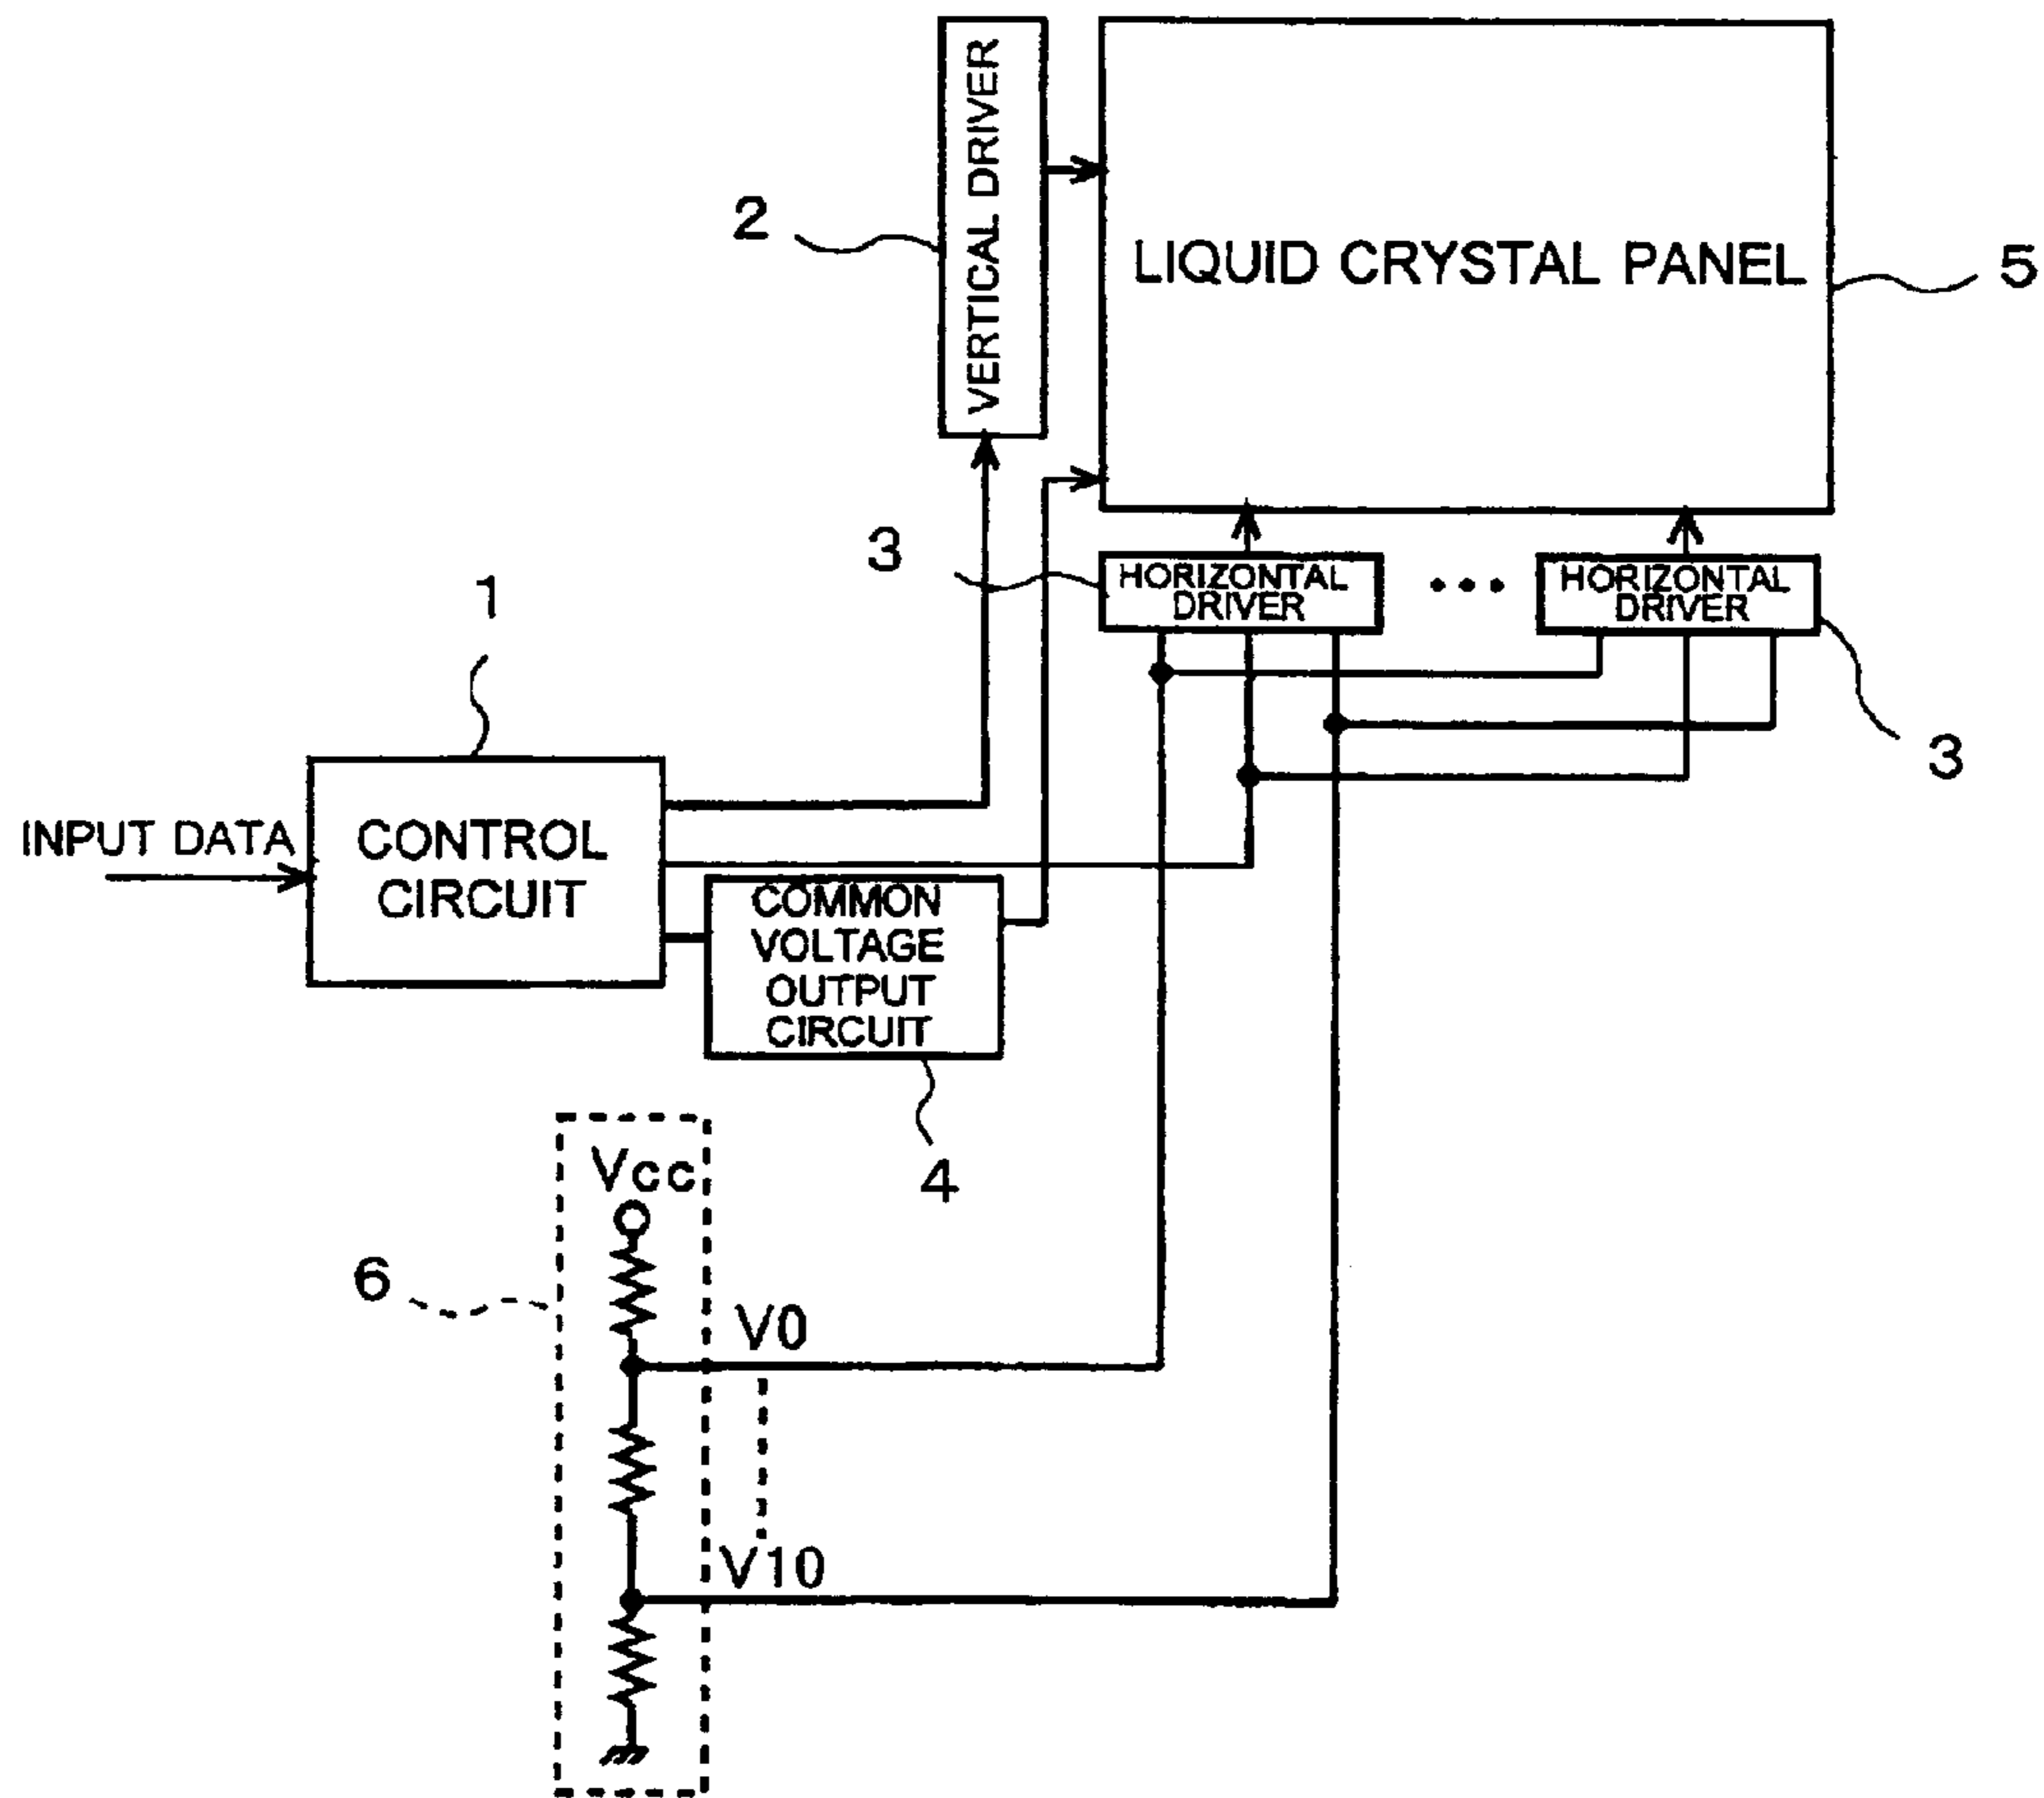 VERTICAL DRIVER
2
LIQUID CRYSTAL PANEL
5
3
HORIZONTAL
DRIVER
HORIZONTAL
DRIVER
3
1
INPUT DATA
CONTROL
CIRCUIT
COMMON
VOLTAGE
OUTPUT
CIRCUIT
4
Vcc
6
V0
V10